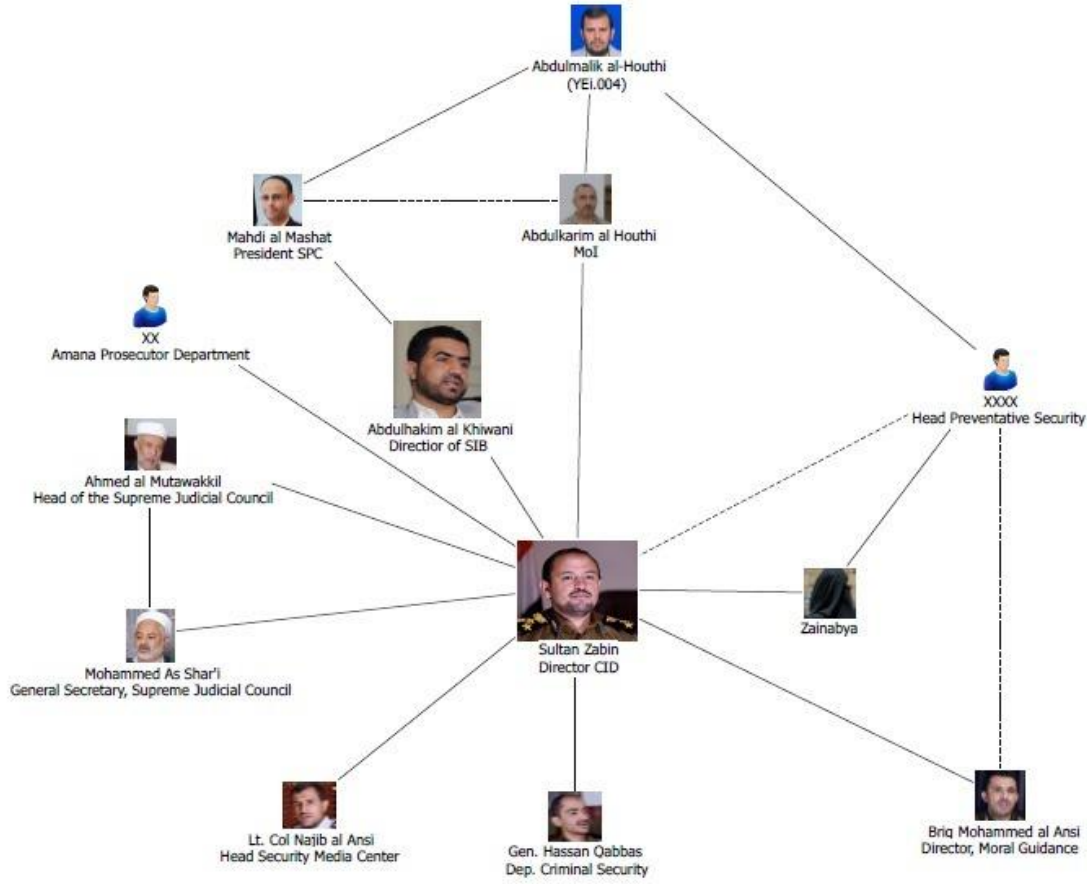 Abdulmalik al-Houthi
(YEi.004)
Mahdi al Mashat
President SPC
Abdulkarim al Houthi
MoI
XX
Amana Prosecutor Department
Abdulhakim al Khiwani
Directior of SIB
XXXX
Head Preventative Security
Ahmed al Mutawakkil
Head of the Supreme Judicial Council
Zainabya
Sultan Zabin
Director CID
Mohammed As Shar'i
General Secretary, Supreme Judicial Council
Lt. Col Najib al Ansi
Head Security Media Center
Gen. Hassan Qabbas
Dep. Criminal Security
Brig Mohammed al Ansi
Director, Moral Guidance